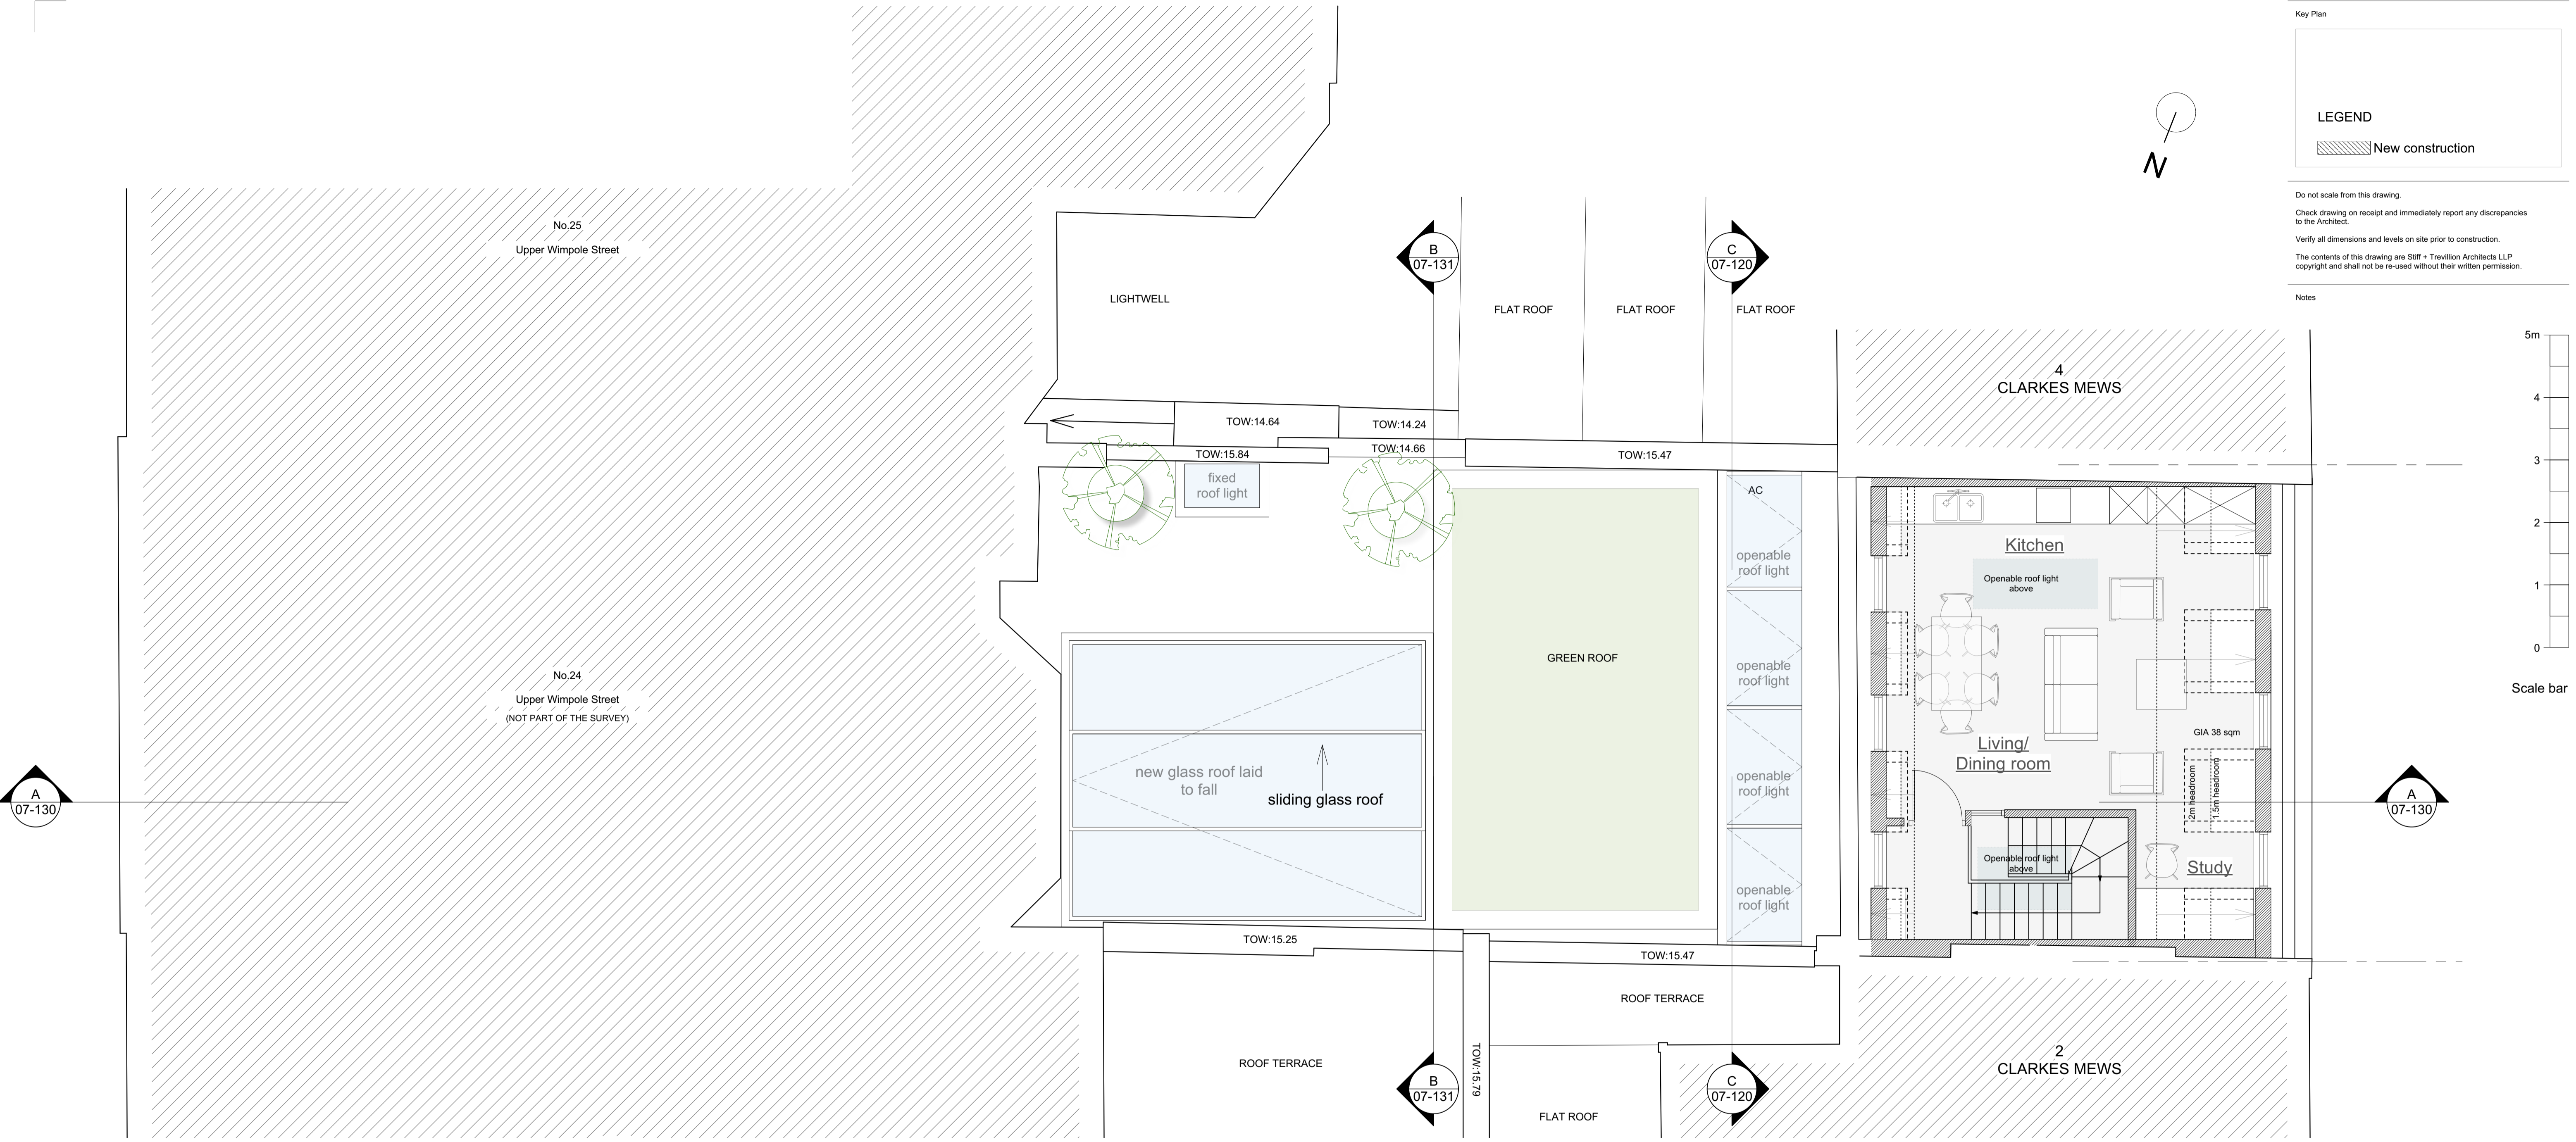 Key Plan
LEGEND
New construction
N
Do not scale from this drawing.
Check drawing on receipt and immediately report any discrepancies
to the Architect.
Verify all dimensions and levels on site prior to construction.
The contents of this drawing are Stiff + Trevillion Architects LLP
copyright and shall not be re-used without their written permission.
Notes
No.25
Upper Wimpole Street
B
07-131
C
07-120
LIGHTWELL
FLAT ROOF
FLAT ROOF
FLAT ROOF
5m
4
3
2
1
0
Scale bar
4
CLARKES MEWS
TOW:14.64
TOW:14.24
TOW:15.84
TOW:14.66
TOW:15.47
fixed
roof light
AC
openable
roof light
Kitchen
Openable roof light
above
No.24
Upper Wimpole Street
(NOT PART OF THE SURVEY)
GREEN ROOF
openable
roof light
GIA 38 sqm
Living/
Dining room
new glass roof laid
to fall
sliding glass roof
openable
roof light
2m headroom
1.5m headroom
A
07-130
A
07-130
Openable roof light
above
Study
openable
roof light
TOW:15.25
TOW:15.47
ROOF TERRACE
ROOF TERRACE
TOW:15.79
B
07-131
C
07-120
FLAT ROOF
2
CLARKES MEWS